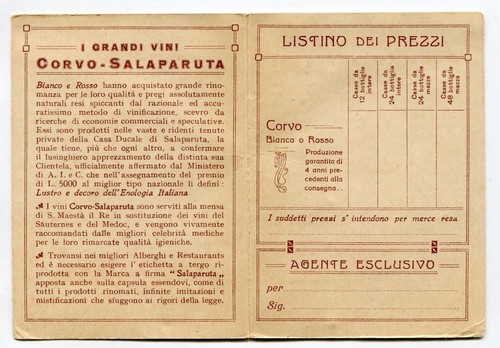 I GRANDI VINI
CORVO - SALAPARUTA
Bianco e Rosso hanno acquistato grande rino-
manza per le loro qualità e pregi assolutamente
naturali resi spiccanti dal razionale ed accu-
ratissimo metodo di vinificazione, scevro da
ricerche di economie commerciali e speculative.
Essi sono prodotti nelle vaste e ridenti tenute
private della Casa Ducale di Salaparuta, la
quale tiene, più che ogni altro, a confermare
il lusinghiero apprezzamento della distinta sua
Clientela, ufficialmente affermato dal Ministero
di A. I. e C. che nell'assegnamento del premio
di L. 5000 al miglior tipo nazionale li definì:
Lustro e decoro dell'Enologia Italiana.
I vini Corvo-Salaparuta sono serviti alla mensa
di S. Maestà il Re in sostituzione dei vini del
Sauternes e del Medoc, e vengono vivamente
raccomandati dalle migliori celebrità mediche
per le loro rimarcate qualità igieniche.
Trovansi nei migliori Alberghi e Restaurants
ed é necessario esigere l'etichetta a tergo ri-
prodotta con la Marca a firma "Salaparuta„
apposta anche sulla capsula essendovi, come di
tutti i prodotti rinomati, infinite imitazioni e
mistificazioni che sfuggono ai rigori della legge.
LISTINO DEI PREZZI
Casse da
12 bottiglie
intere
Casse da
24 bottiglie
intere
Casse da
24 bottiglie
mezze
Casse da
48 bottiglie
mezze
Corvo
Bianco o Rosso
Produzione
garantita di
4 anni pre-
cedenti alla
consegna . .
I suddetti prezzi s' intendono per merce resa
AGENTE ESCLUSIVO
per
Sig.